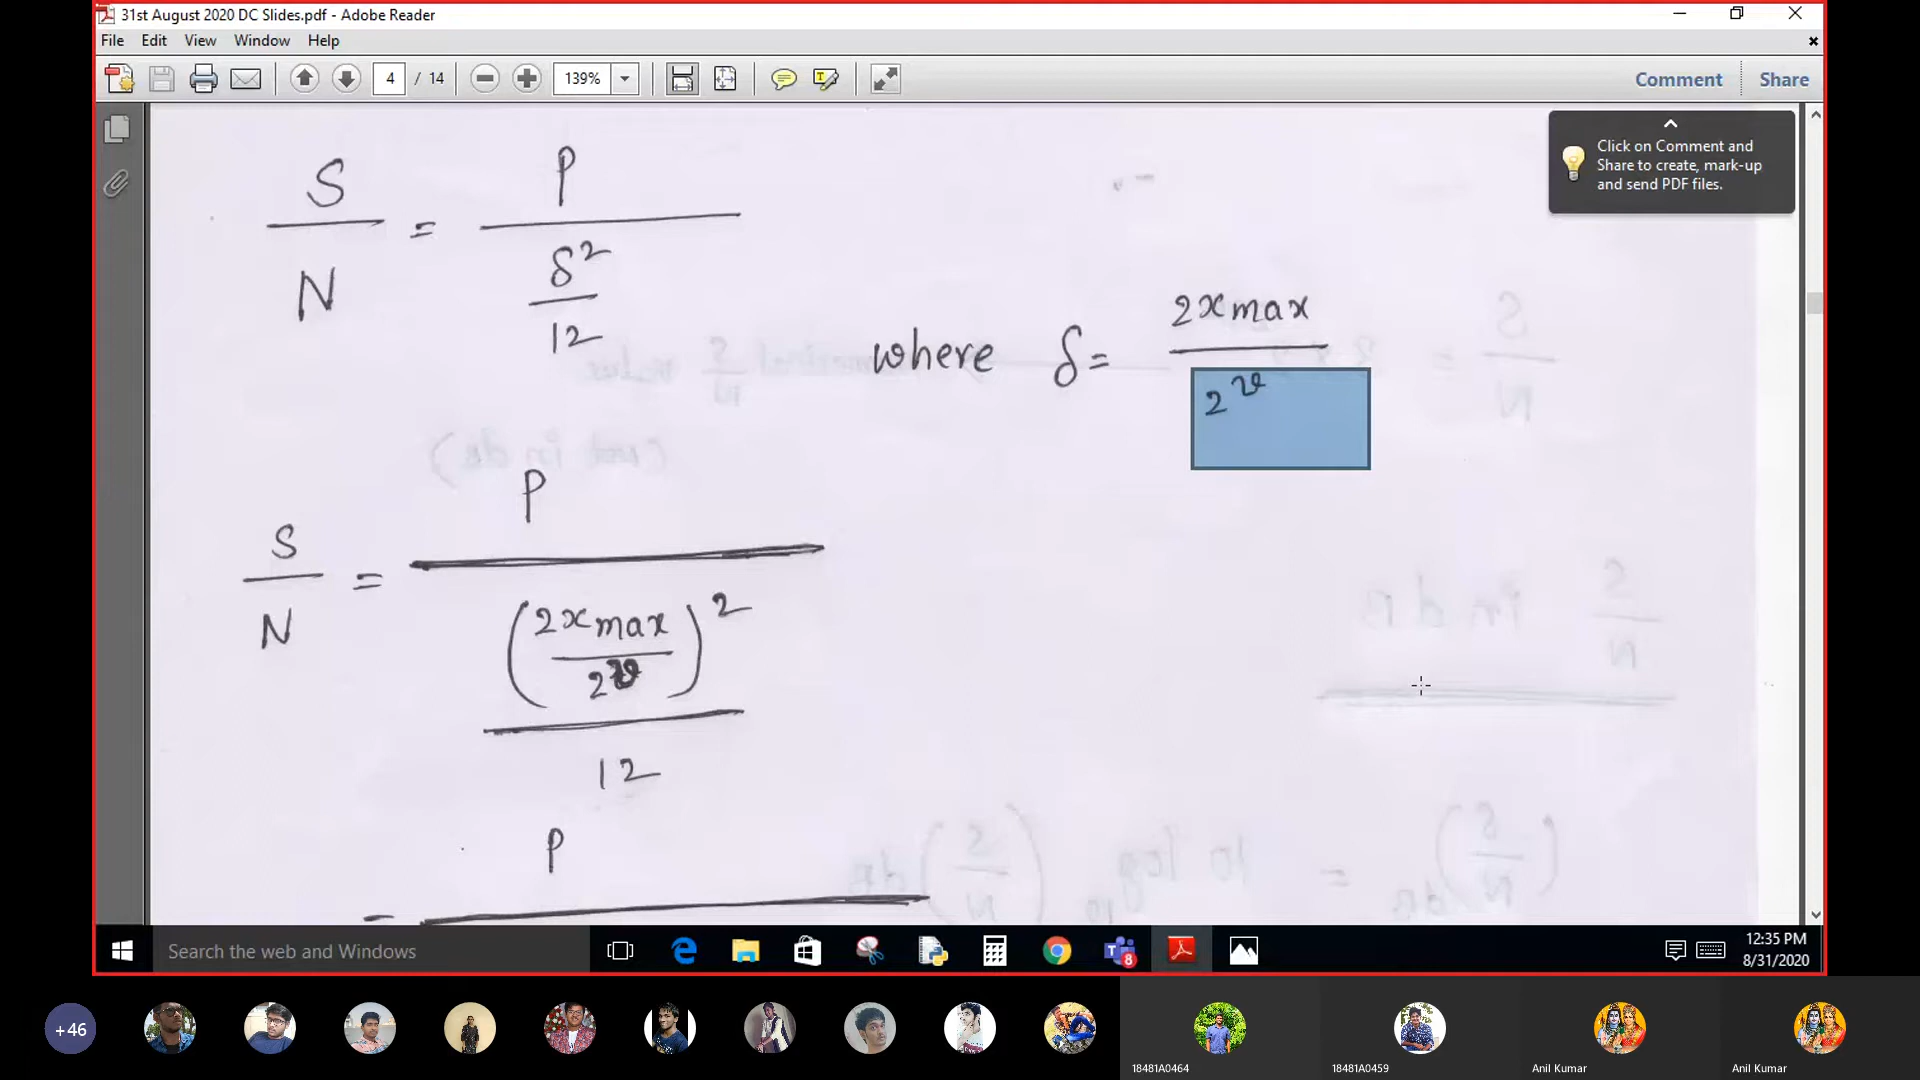 31st August 2020 DC Slides.pdf - Adobe Reader
File Edit View Window Help
4 / 14 139% Comment Share
Click on Comment and
Share to create, mark-up
and send PDF files.
S/N = P / (δ²/12)
where δ = 2xmax / 2^v
S/N = P / ((2xmax/2^v)² / 12)
= P
Search the web and Windows
8
12:35 PM
8/31/2020
+46
18481A0464 18481A0459 Anil Kumar Anil Kumar